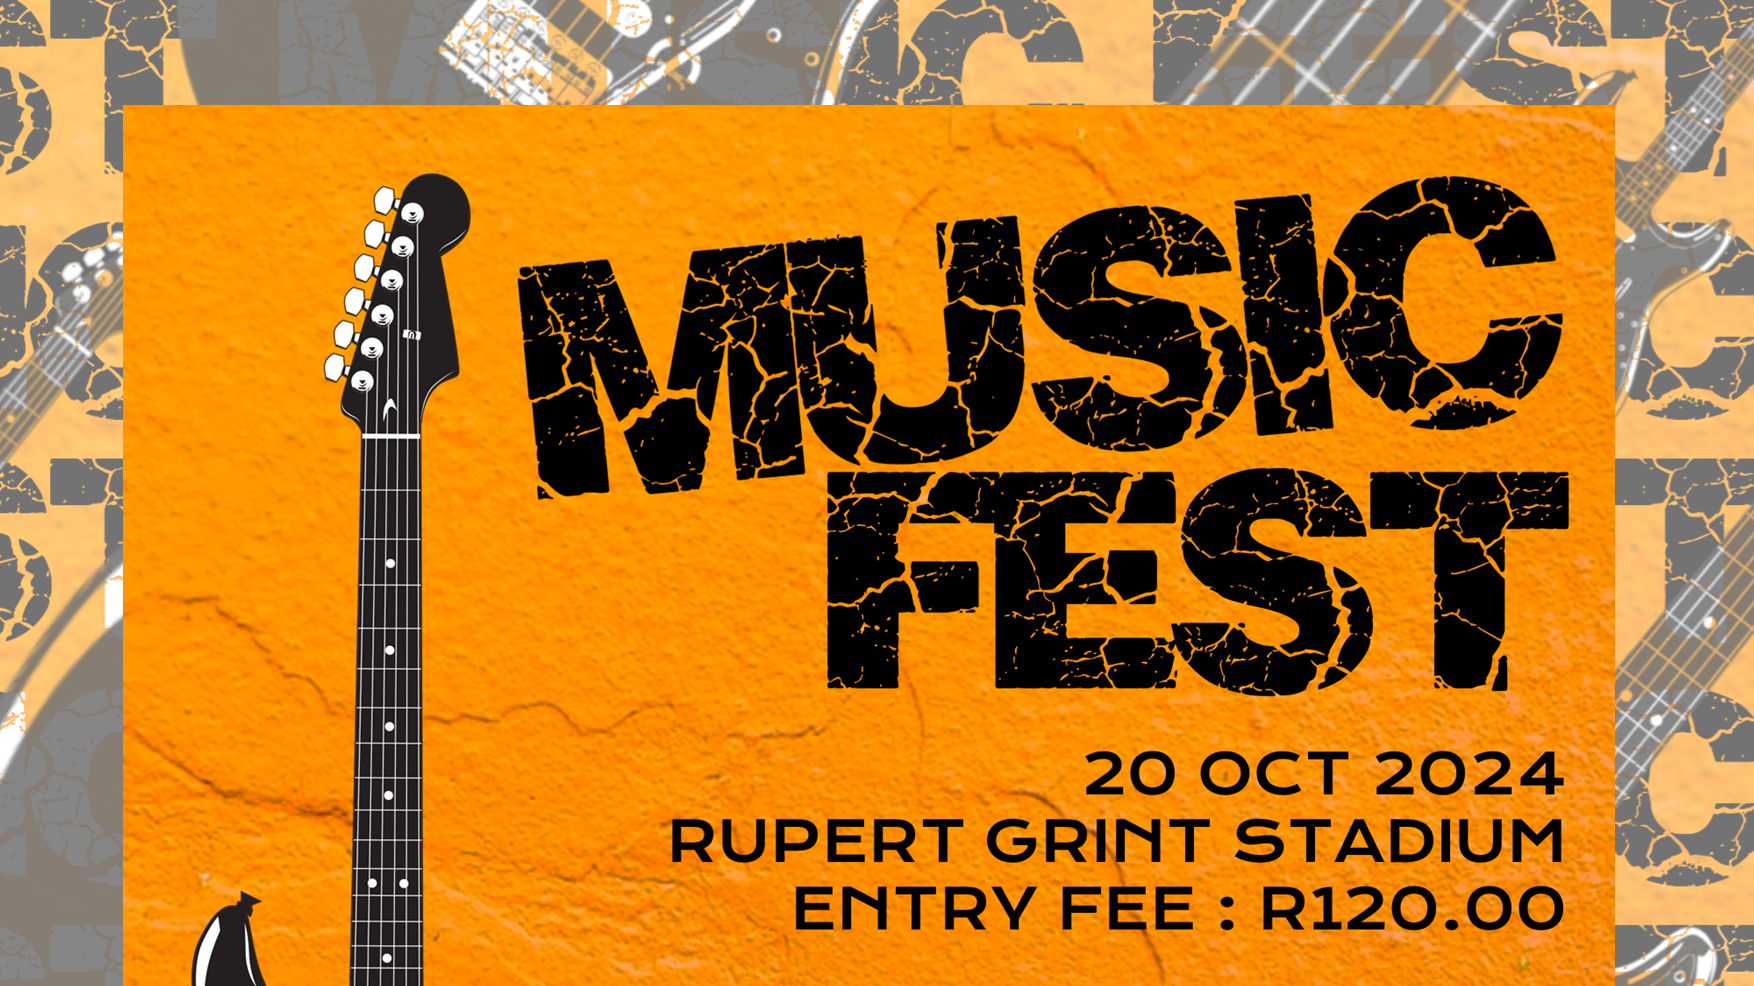 MUSIC
FEST
20 OCT 2024
RUPERT GRINT STADIUM
ENTRY FEE : R120.00